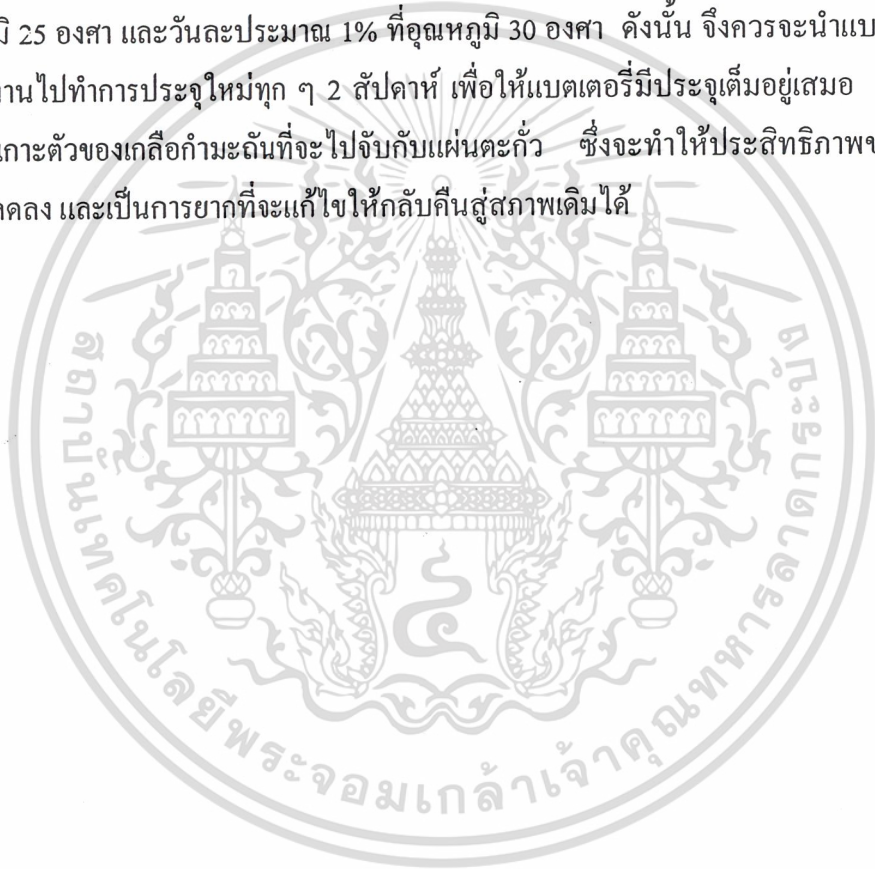 มิ 25 องศา และวันละประมาณ 1% ที่อุณหภูมิ 30 องศา ดังนั้น จึงควรจะนำแบ
านไปทำการประจุใหม่ทุก ๆ 2 สัปดาห์ เพื่อให้แบตเตอรี่มีประจุเต็มอยู่เสมอ
เกาะตัวของเกลือกำมะถันที่จะไปจับกับแผ่นตะกั่ว ซึ่งจะทำให้ประสิทธิภาพข
ดลง และเป็นการยากที่จะแก้ไขให้กลับคืนสู่สภาพเดิมได้
สถาบันเทคโนโลยีพระจอมเกล้าเจ้าคุณทหารลาดกระบัง
๔